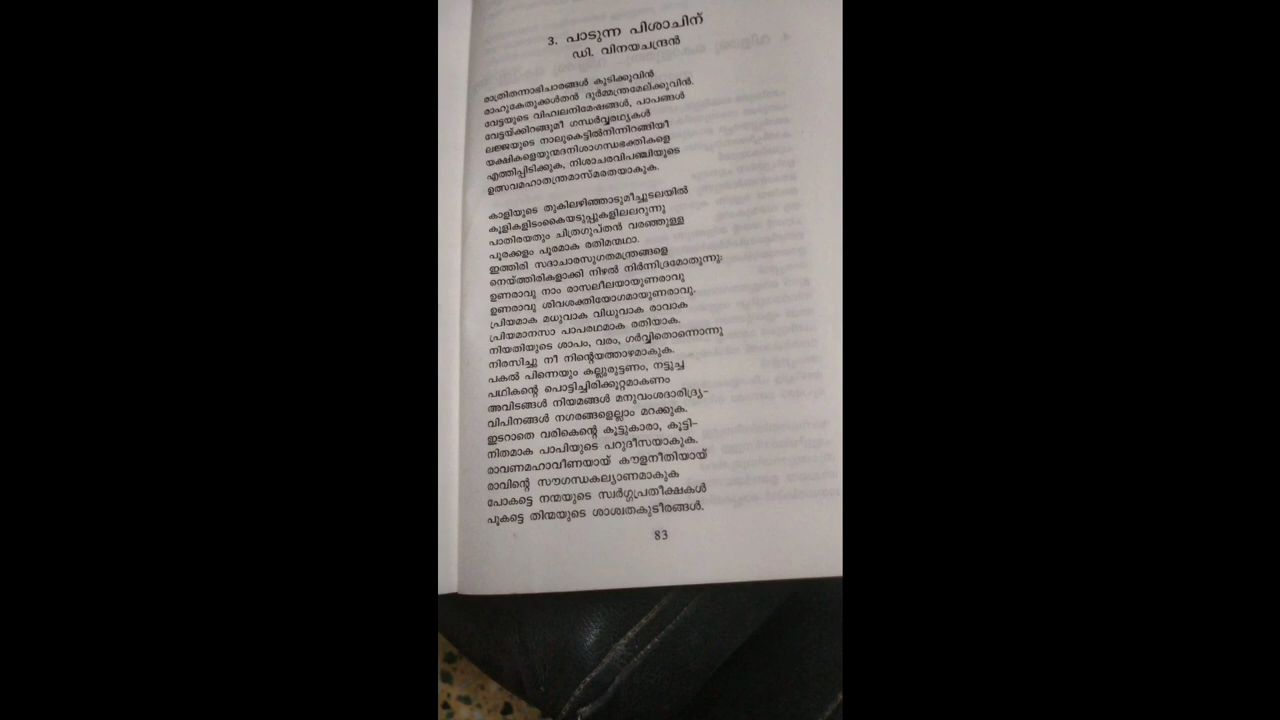 3. പാടുന്ന പിശാചിന്
ഡി. വിനയചന്ദ്രൻ
രാത്രിതന്നാഭിചാരങ്ങൾ കുടിക്കുവിൻ
രാഹുകേതുക്കൾതൻ ദുർമ്മന്ത്രമേല്ക്കുവിൻ.
വേട്ടയുടെ വിഹ്വലനിമേഷങ്ങൾ, പാപങ്ങൾ
വേട്ടയ്ക്കിറങ്ങുമീ ഗന്ധർവ്വരഥ്യകൾ
ലജ്ജയുടെ നാലുകെട്ടിൽനിന്നിറങ്ങിയീ
യക്ഷികളെയുന്മദനിശാഗന്ധഭക്തികളെ
എത്തിപ്പിടിക്കുക, നിശാചരവിപഞ്ചിയുടെ
ഉത്സവമഹാതന്ത്രമാസ്മരതയാകുക.
കാളിയുടെ തുകിലഴിഞ്ഞാടുമീച്ചുടലയിൽ
കൂളികളിടംകൈയടുപ്പുകളിലലറുന്നു
പാതിരയതും ചിത്രഗുപ്തൻ വരഞ്ഞുള്ള
പൂരക്കളം പൂരമാക രതിമന്മഥാ.
ഇത്തിരി സദാചാരസുഗതമന്ത്രങ്ങളെ
നെയ്ത്തിരികളാക്കി നിഴൽ നിർന്നിദ്രമോതുന്നു:
ഉണരാവു നാം രാസലീലയായുണരാവു
ഉണരാവു ശിവശക്തിയോഗമായുണരാവു.
പ്രിയമാക മധുവാക വിധുവാക രാവാക
പ്രിയമാനസാ പാപരഥമാക രതിയാക.
നിയതിയുടെ ശാപം, വരം, ഗർവ്വിതൊന്നൊന്നു
നിരസിച്ചു നീ നിന്റെയത്താഴമാകുക.
പകൽ പിന്നെയും കല്ലുരുട്ടണം, നട്ടുച്ച
പഥികന്റെ പൊട്ടിച്ചിരിക്കൂറ്റമാകണം
അവിടങ്ങൾ നിയമങ്ങൾ മനുവംശദാരിദ്ര്യ-
വിപിനങ്ങൾ നഗരങ്ങളെല്ലാം മറക്കുക.
ഇടറാതെ വരികെന്റെ കൂട്ടുകാരാ, കൂട്ടി-
നിതമാക പാപിയുടെ പറുദീസയാകുക.
രാവണമഹാവീണയായ് കൗളനീതിയായ്
രാവിന്റെ സൗഗന്ധകല്യാണമാകുക
പോകട്ടെ നന്മയുടെ സ്വർഗ്ഗപ്രതീക്ഷകൾ
പൂകട്ടെ തിന്മയുടെ ശാശ്വതകുടീരങ്ങൾ.
83